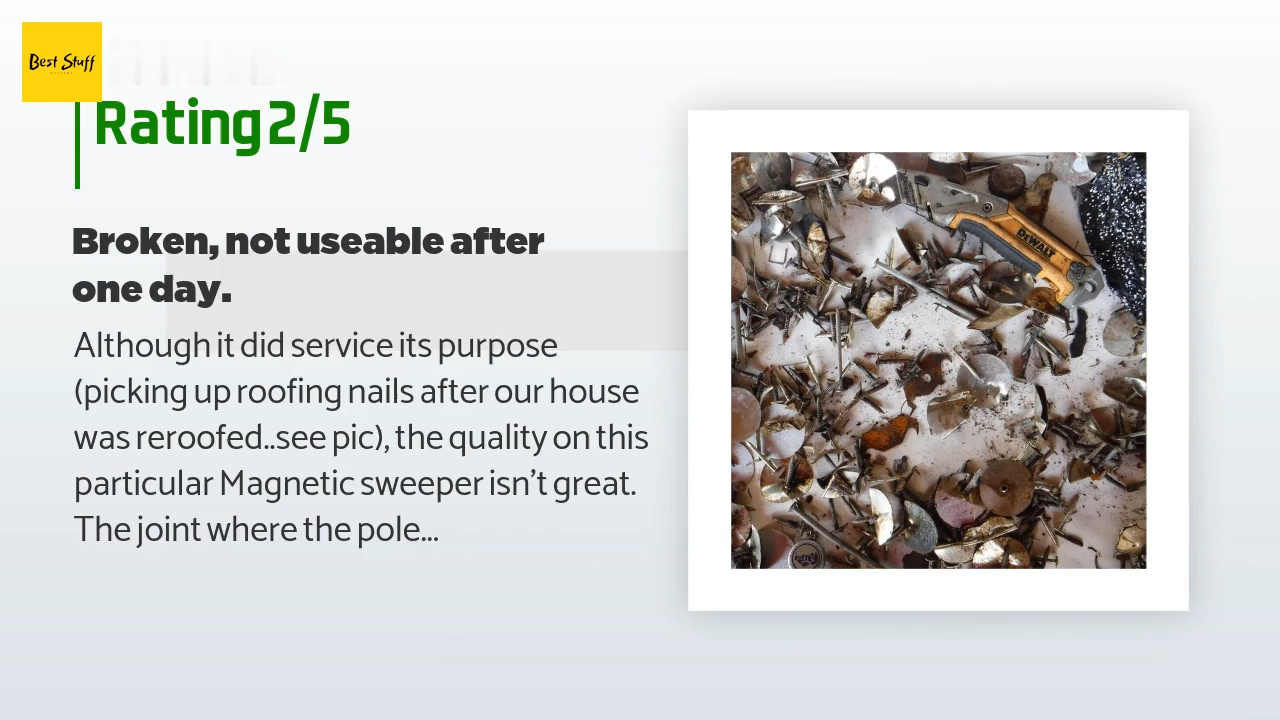 Best Stuff
Rating 2/5
Broken, not useable after
one day.
Although it did service its purpose
(picking up roofing nails after our house
was reroofed..see pic), the quality on this
particular Magnetic sweeper isn't great.
The joint where the pole...
DEWALT